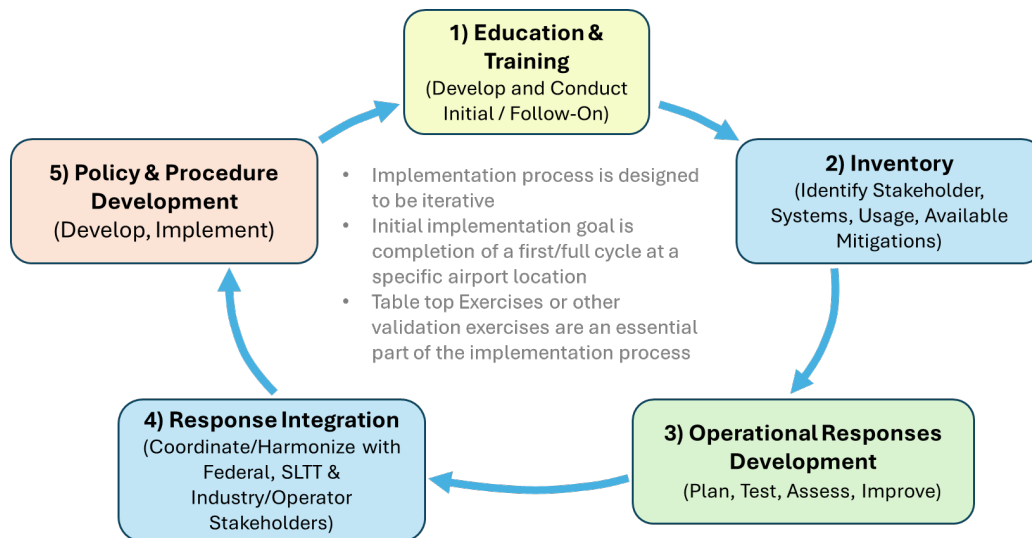 1) Education &
Training
(Develop and Conduct
Initial / Follow-On)
2) Inventory
(Identify Stakeholder,
Systems, Usage, Available
Mitigations)
3) Operational Responses
Development
(Plan, Test, Assess, Improve)
4) Response Integration
(Coordinate/Harmonize with
Federal, SLTT &
Industry/Operator
Stakeholders)
5) Policy & Procedure
Development
(Develop, Implement)
• Implementation process is designed
to be iterative
• Initial implementation goal is
completion of a first/full cycle at a
specific airport location
• Table top Exercises or other
validation exercises are an essential
part of the implementation process